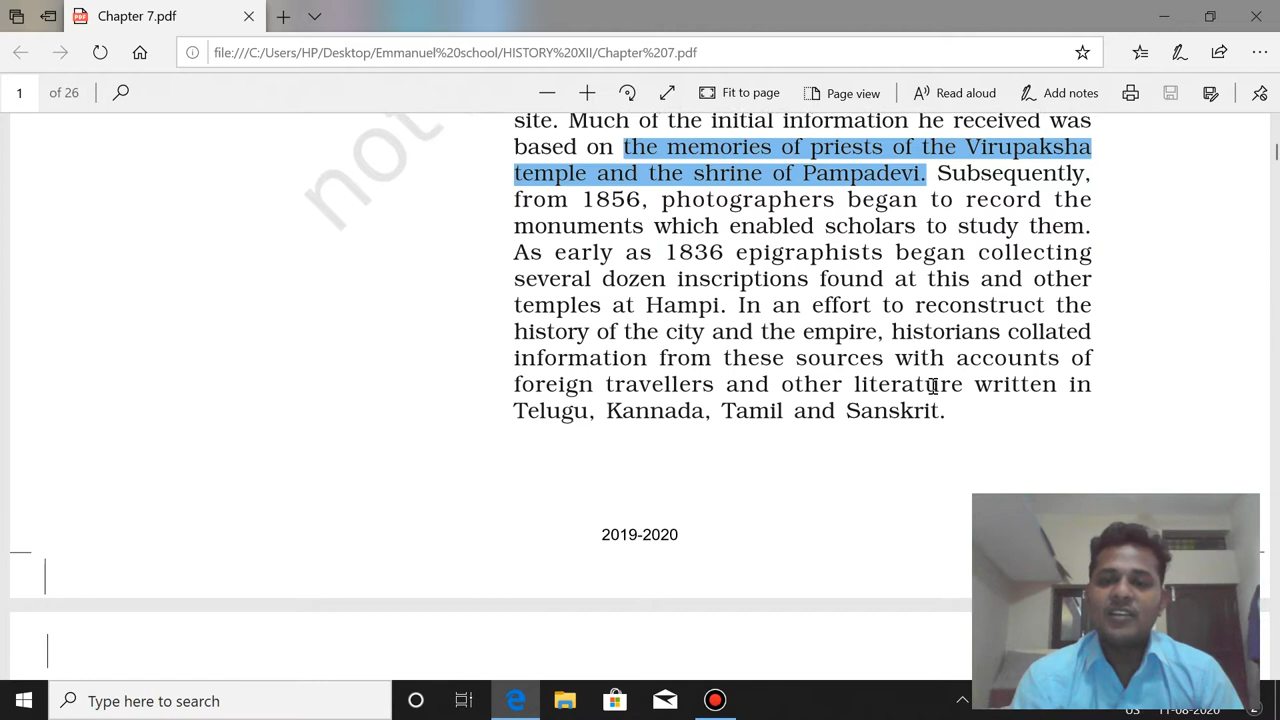 Chapter 7.pdf
file:///C:/Users/HP/Desktop/Emmanuel%20school/HISTORY%20XII/Chapter%207.pdf
1 of 26 Fit to page Page view Read aloud Add notes
site. Much of the initial information he received was
based on the memories of priests of the Virupaksha
temple and the shrine of Pampadevi. Subsequently,
from 1856, photographers began to record the
monuments which enabled scholars to study them.
As early as 1836 epigraphists began collecting
several dozen inscriptions found at this and other
temples at Hampi. In an effort to reconstruct the
history of the city and the empire, historians collated
information from these sources with accounts of
foreign travellers and other literature written in
Telugu, Kannada, Tamil and Sanskrit.
not
2019-2020
Type here to search
US 11-08-2020 2